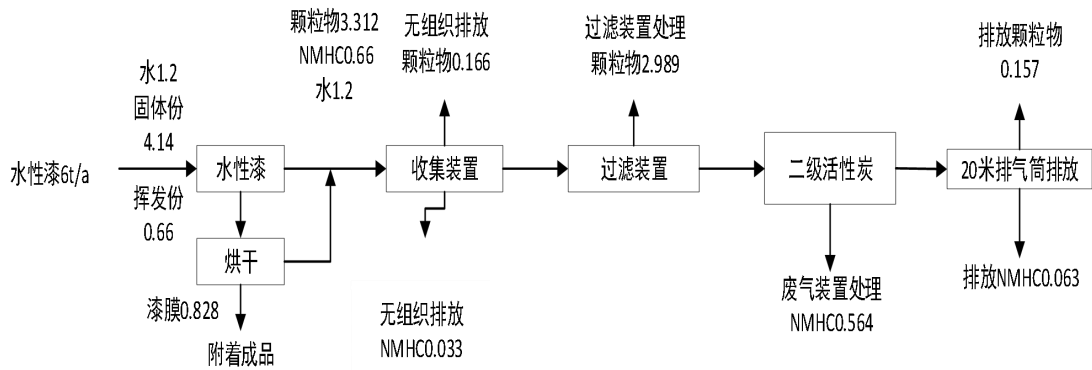 颗粒物3.312
NMHC0.66
水1.2
无组织排放
颗粒物0.166
过滤装置处理
颗粒物2.989
排放颗粒物
0.157
水1.2
固体份
4.14
水性漆6t/a
水性漆
收集装置
过滤装置
二级活性炭
20米排气筒排放
挥发份
0.66
烘干
漆膜0.828
附着成品
无组织排放
NMHC0.033
废气装置处理
NMHC0.564
排放NMHC0.063